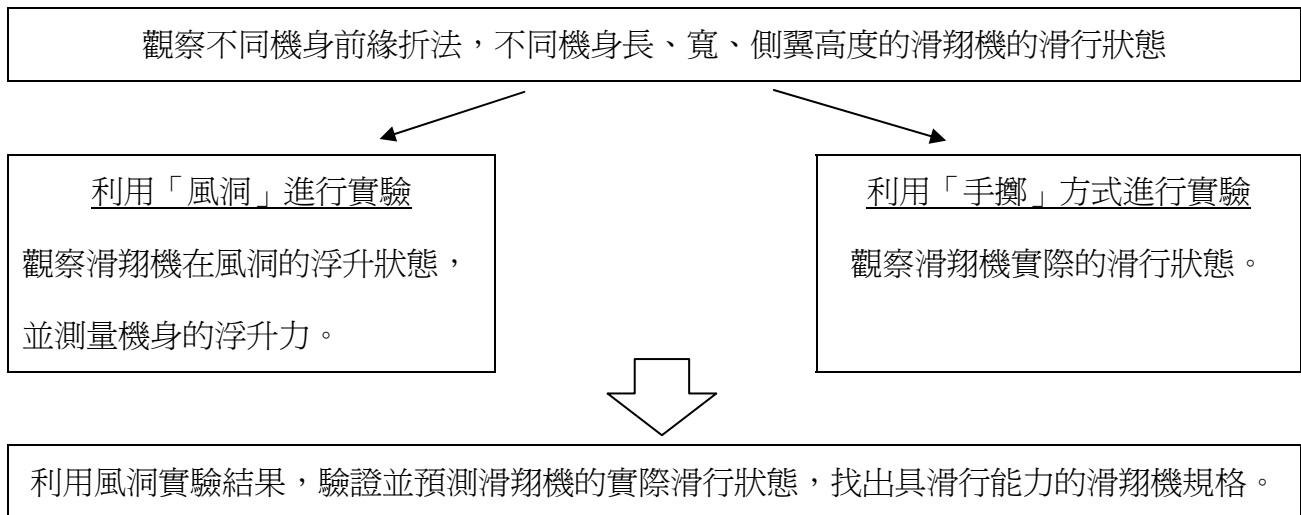 觀察不同機身前緣折法，不同機身長、寬、側翼高度的滑翔機的滑行狀態
利用「風洞」進行實驗
觀察滑翔機在風洞的浮升狀態，
並測量機身的浮升力。
利用「手擲」方式進行實驗
觀察滑翔機實際的滑行狀態。
利用風洞實驗結果，驗證並預測滑翔機的實際滑行狀態，找出具滑行能力的滑翔機規格。